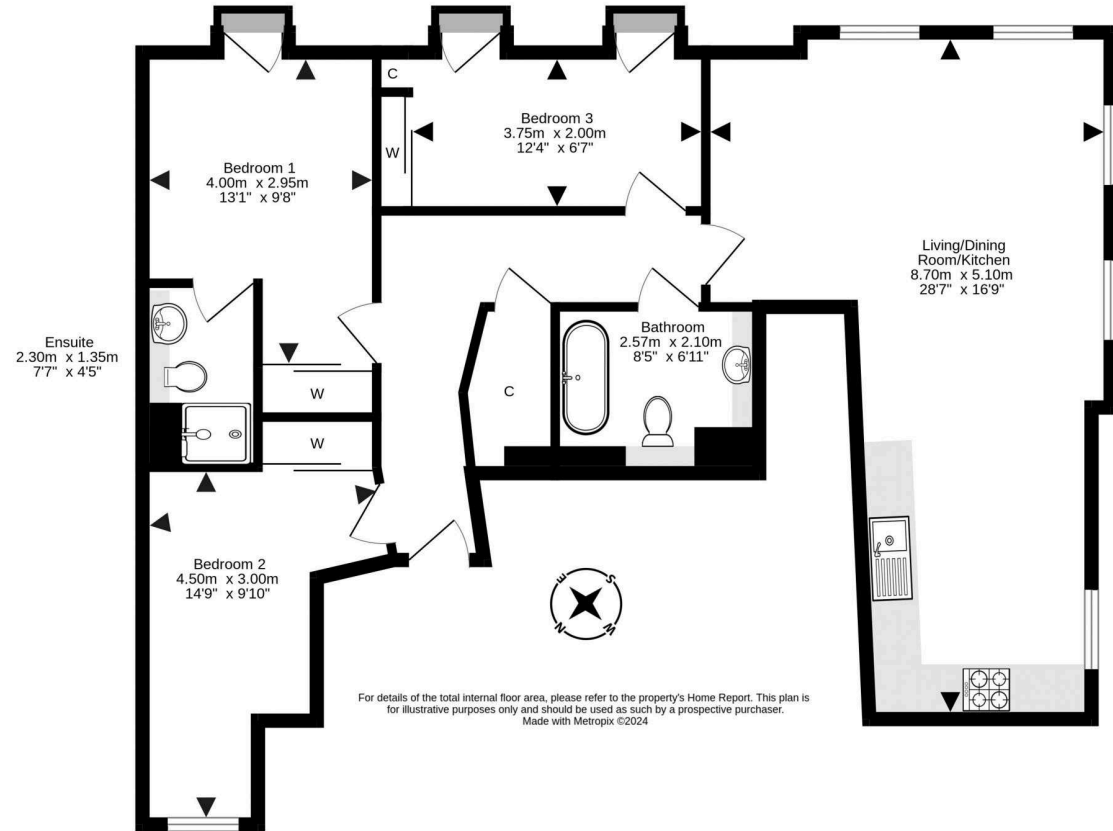 C
Bedroom 1
4.00m x 2.95m
13'1" x 9'8"
W
Bedroom 3
3.75m x 2.00m
12'4" x 6'7"
Living/Dining
Room/Kitchen
8.70m x 5.10m
28'7" x 16'9"
Ensuite
2.30m x 1.35m
7'7" x 4'5"
Bathroom
2.57m x 2.10m
8'5" x 6'11"
W
C
W
Bedroom 2
4.50m x 3.00m
14'9" x 9'10"
E
S
N
W
For details of the total internal floor area, please refer to the property's Home Report. This plan is
for illustrative purposes only and should be used as such by a prospective purchaser.
Made with Metropix ©2024